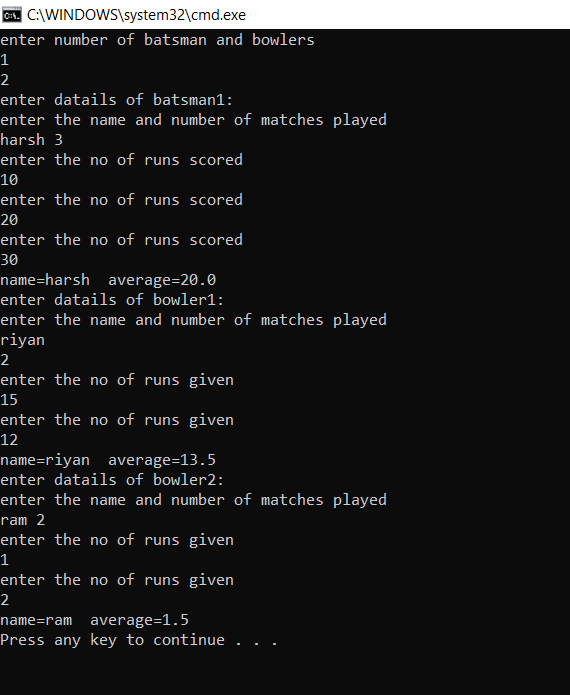 C:\WINDOWS\system32\cmd.exe
enter number of batsman and bowlers
1
2
enter datails of batsman1:
enter the name and number of matches played
harsh 3
enter the no of runs scored
10
enter the no of runs scored
20
enter the no of runs scored
30
name=harsh  average=20.0
enter datails of bowler1:
enter the name and number of matches played
riyan
2
enter the no of runs given
15
enter the no of runs given
12
name=riyan  average=13.5
enter datails of bowler2:
enter the name and number of matches played
ram 2
enter the no of runs given
1
enter the no of runs given
2
name=ram  average=1.5
Press any key to continue . . .